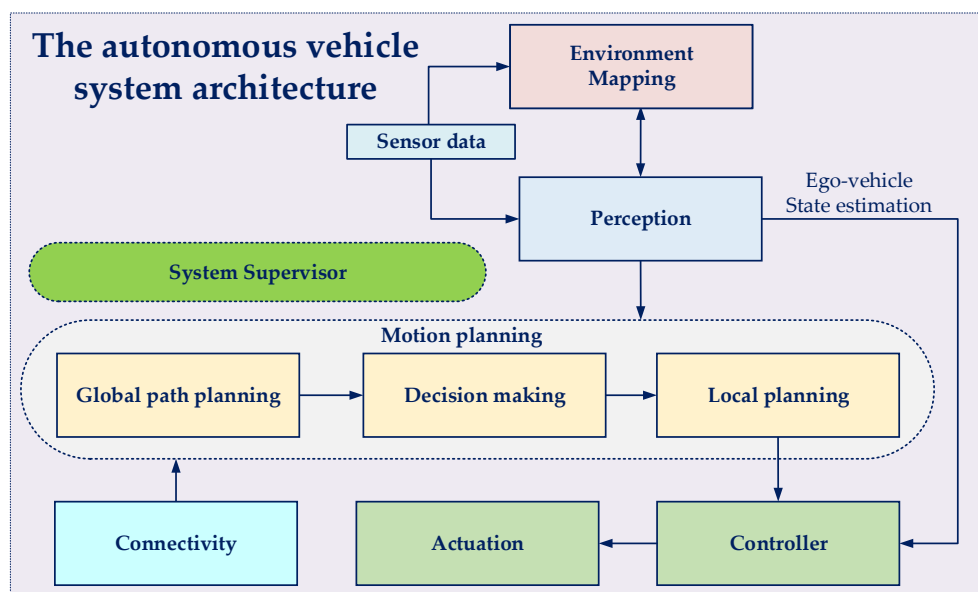 The autonomous vehicle
system architecture
Environment
Mapping
Sensor data
Perception
Ego-vehicle
State estimation
System Supervisor
Motion planning
Global path planning
Decision making
Local planning
Connectivity
Actuation
Controller